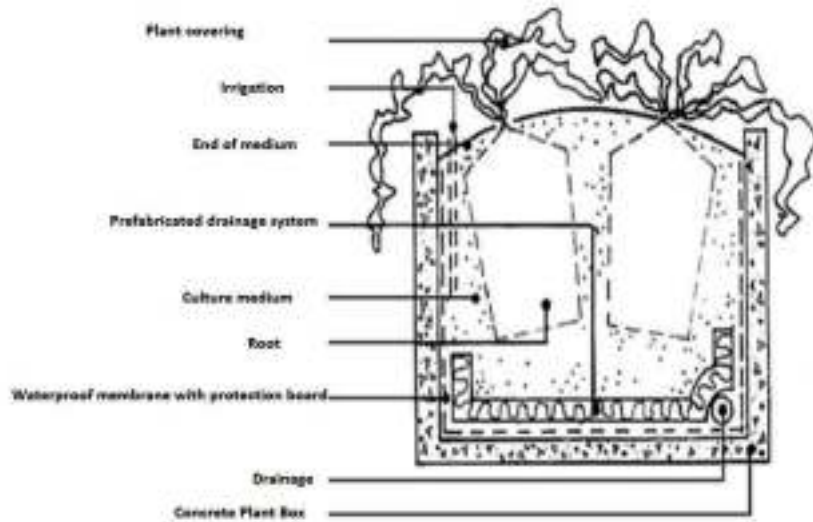 Plant covering
Irrigation
End of medium
Prefabricated drainage system
Culture medium
Root
Waterproof membrane with protection board
Drainage
Concrete Plant Box